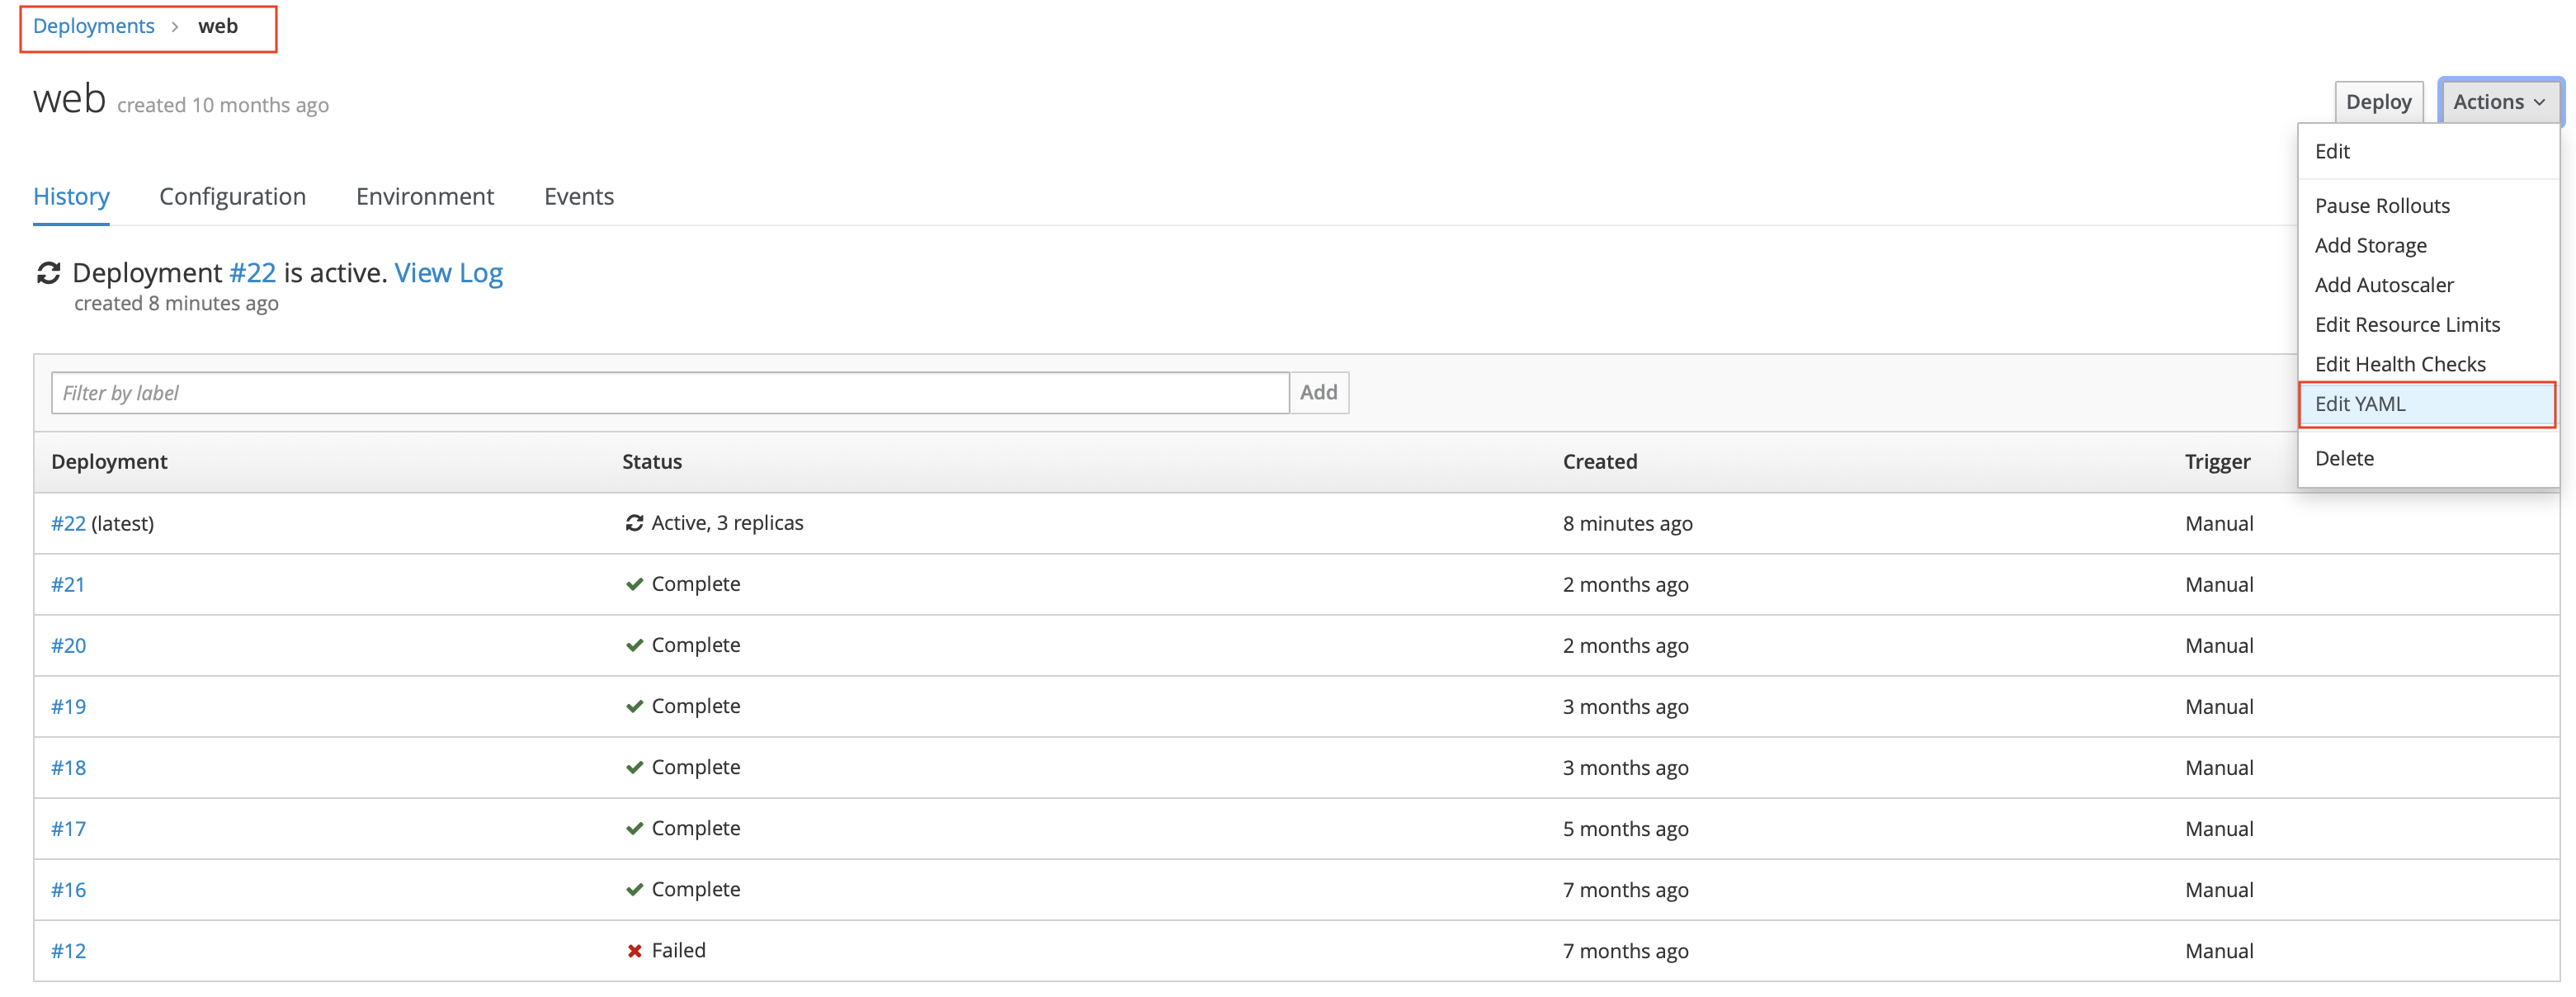 Deployments > web
web created 10 months ago
Deploy Actions
Edit
Pause Rollouts
Add Storage
Add Autoscaler
Edit Resource Limits
Edit Health Checks
Edit YAML
Delete
History Configuration Environment Events
Deployment #22 is active. View Log
created 8 minutes ago
Filter by label Add
Deployment Status Created Trigger
#22 (latest) Active, 3 replicas 8 minutes ago Manual
#21 Complete 2 months ago Manual
#20 Complete 2 months ago Manual
#19 Complete 3 months ago Manual
#18 Complete 3 months ago Manual
#17 Complete 5 months ago Manual
#16 Complete 7 months ago Manual
#12 Failed 7 months ago Manual